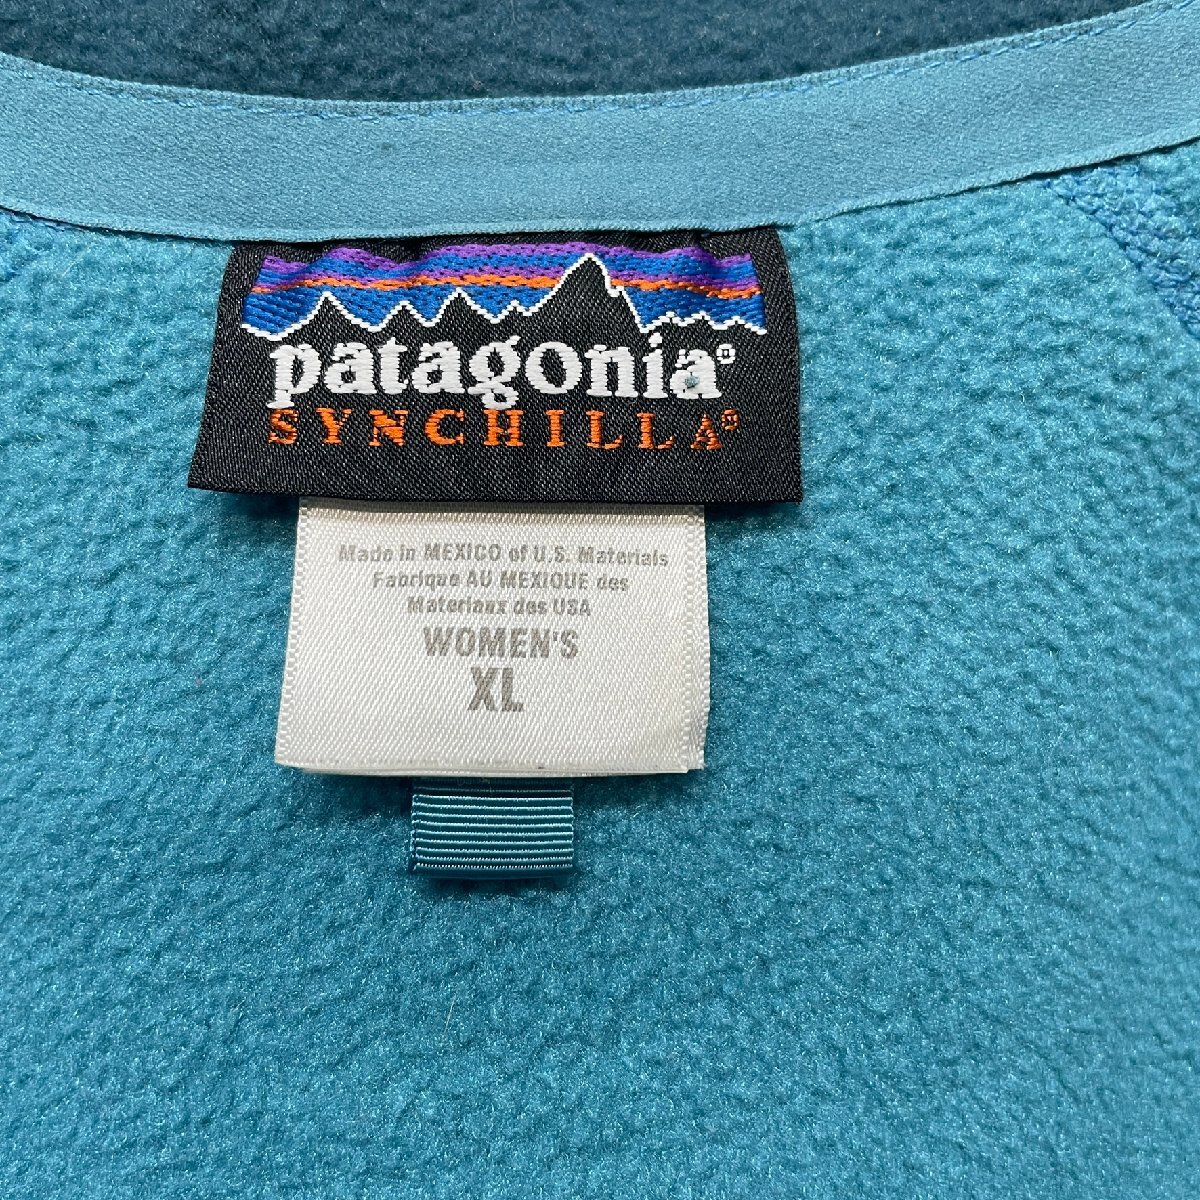 patagonia®
SYNCHILLA®
Made in MEXICO of U.S. Materials
Fabrique AU MEXIQUE des
Materiaux des USA
WOMEN'S
XL